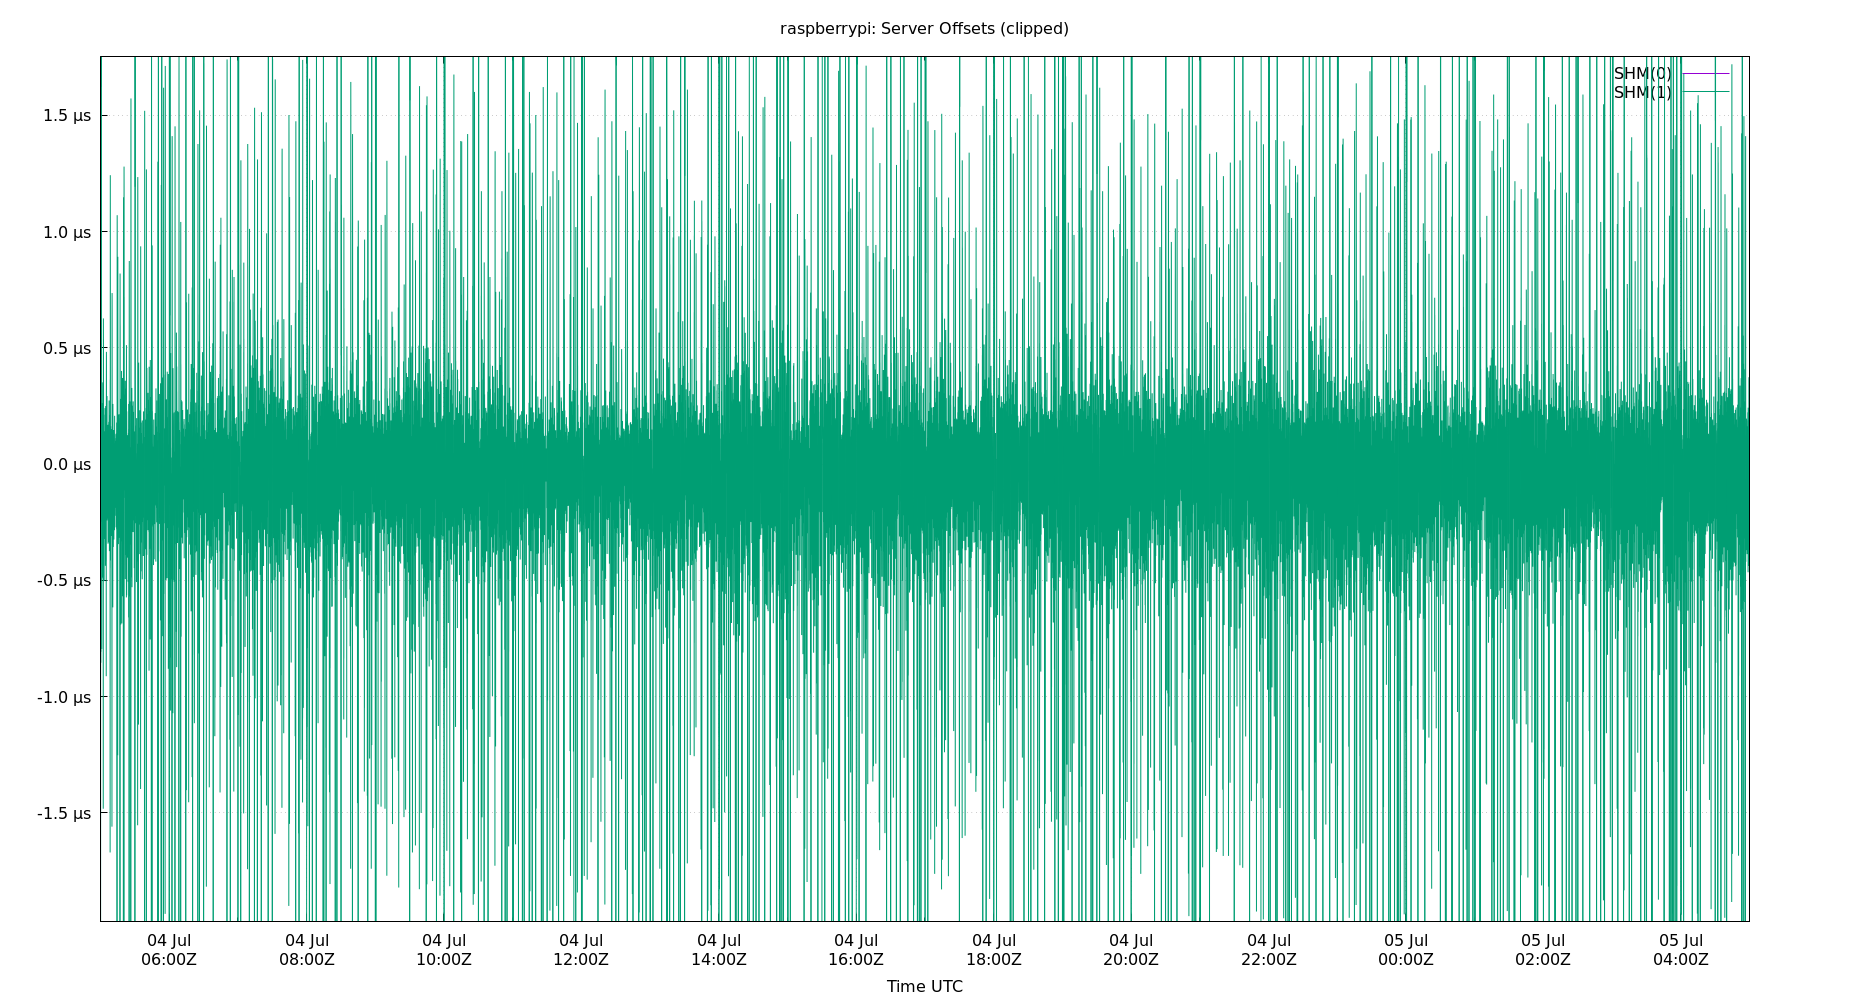 raspberrypi: Server Offsets (clipped)
SHM(0)
SHM(1)
1.5 µs
1.0 µs
0.5 µs
0.0 µs
-0.5 µs
-1.0 µs
-1.5 µs
04 Jul 04 Jul 04 Jul 04 Jul 04 Jul 04 Jul 04 Jul 04 Jul 04 Jul 05 Jul 05 Jul 05 Jul
06:00Z 08:00Z 10:00Z 12:00Z 14:00Z 16:00Z 18:00Z 20:00Z 22:00Z 00:00Z 02:00Z 04:00Z
Time UTC